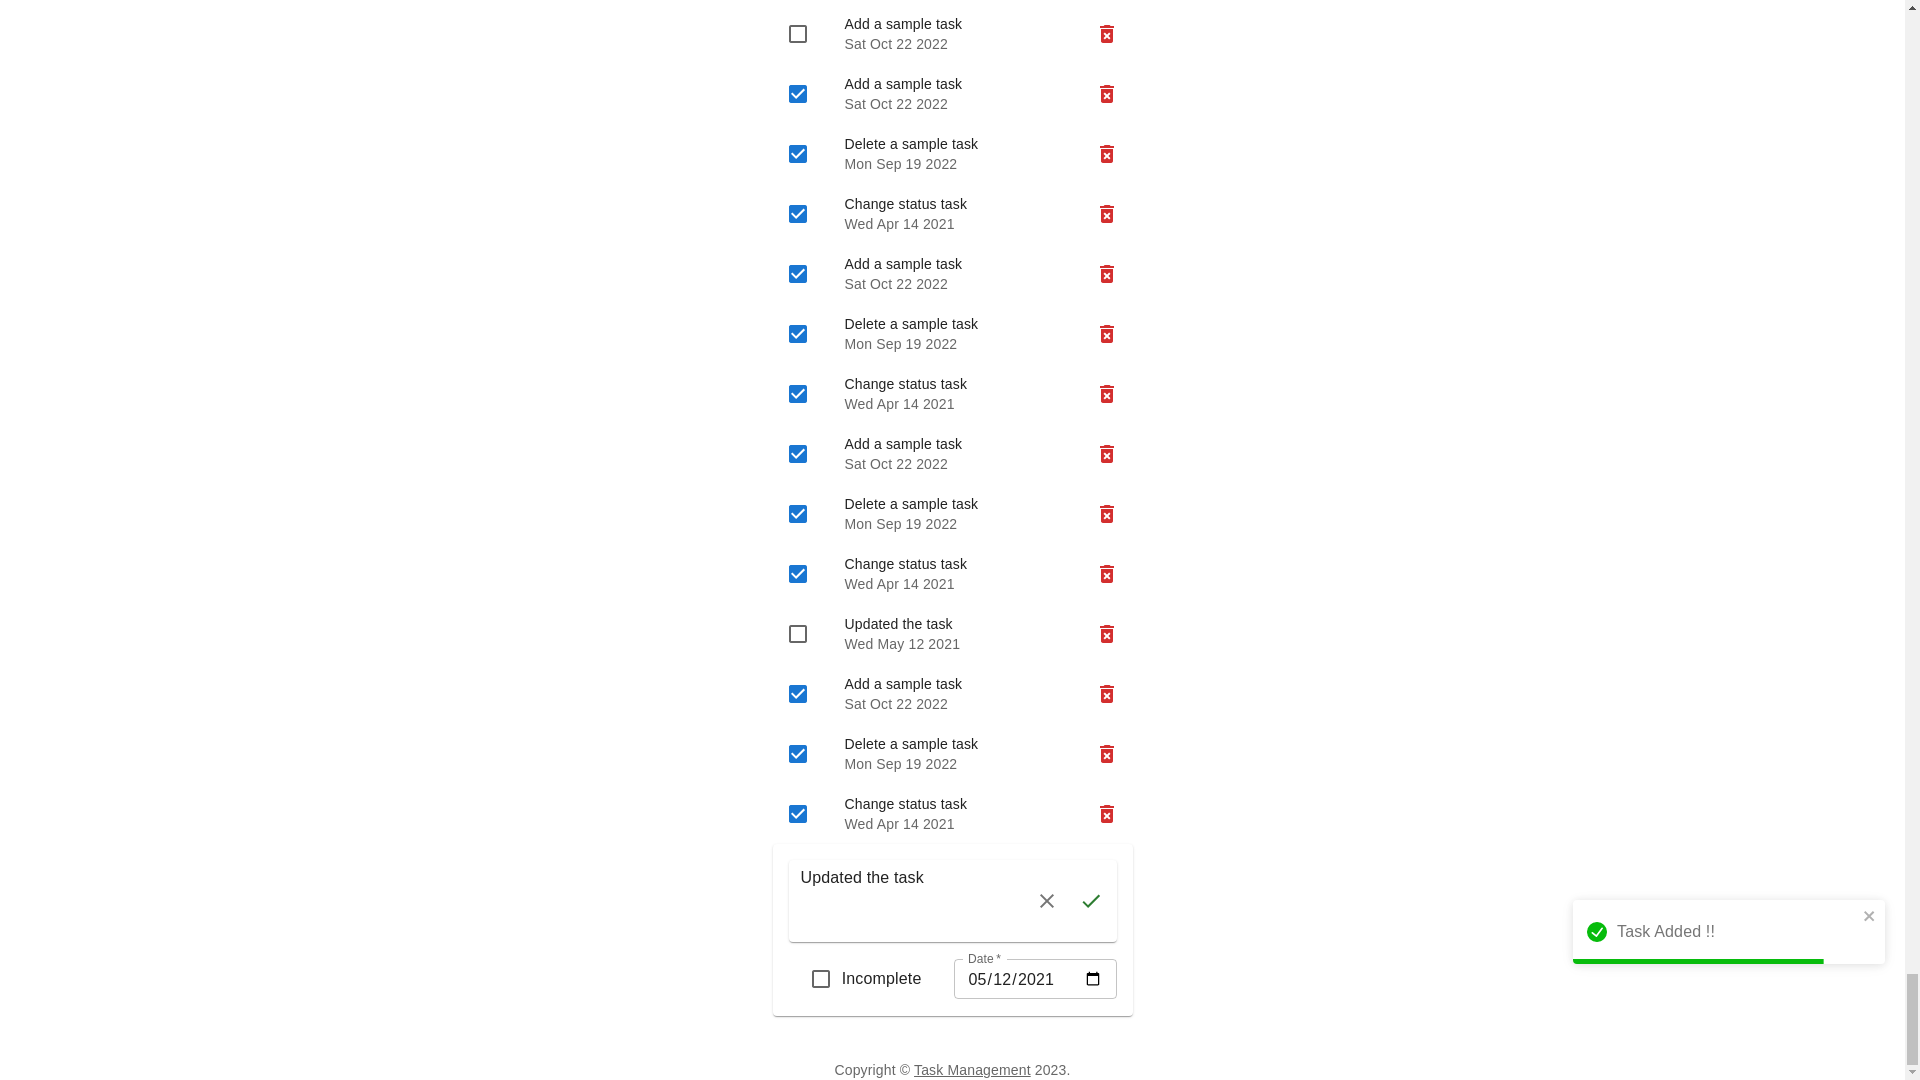 Add a sample task
Sat Oct 22 2022
Add a sample task
Sat Oct 22 2022
Delete a sample task
Mon Sep 19 2022
Change status task
Wed Apr 14 2021
Add a sample task
Sat Oct 22 2022
Delete a sample task
Mon Sep 19 2022
Change status task
Wed Apr 14 2021
Add a sample task
Sat Oct 22 2022
Delete a sample task
Mon Sep 19 2022
Change status task
Wed Apr 14 2021
Updated the task
Wed May 12 2021
Add a sample task
Sat Oct 22 2022
Delete a sample task
Mon Sep 19 2022
Change status task
Wed Apr 14 2021
Updated the task
Task Added !!
Date *
Incomplete 05/12/2021
Copyright © Task Management 2023.